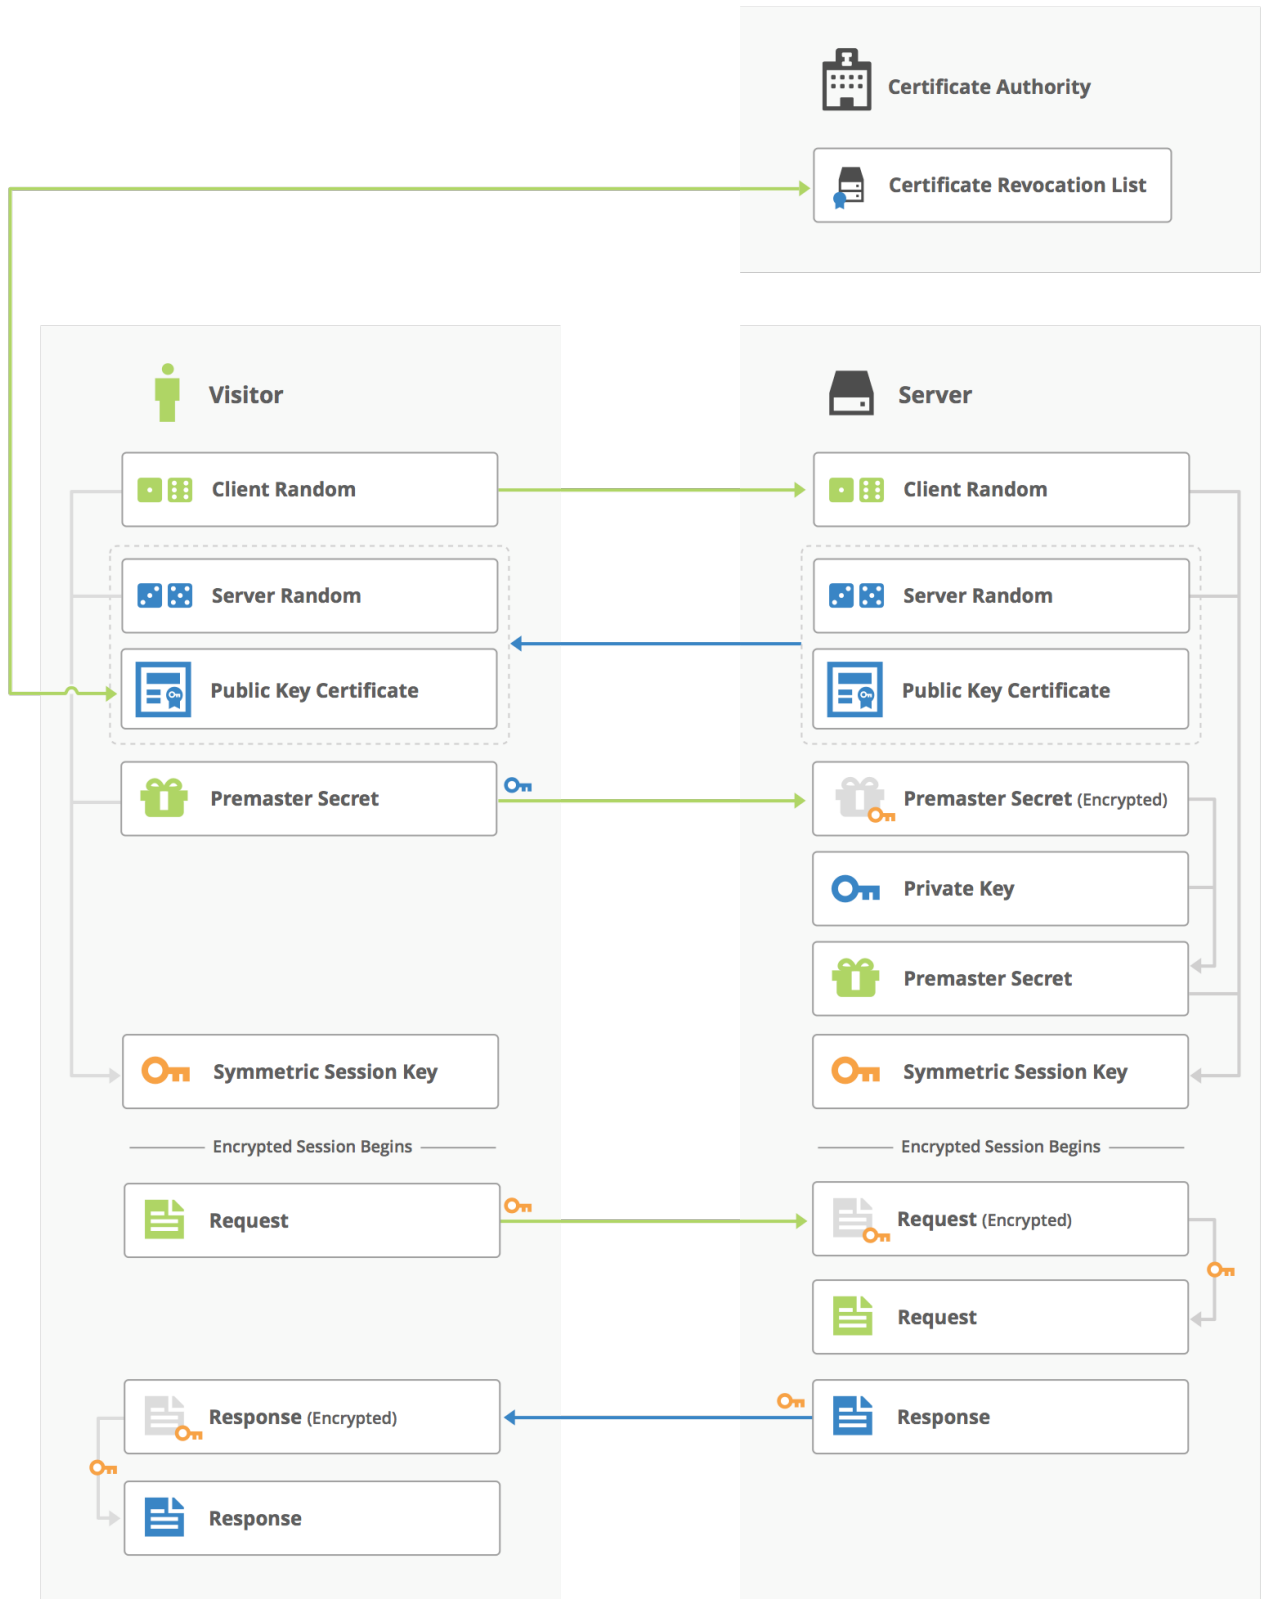 Certificate Authority
Certificate Revocation List
Visitor
Server
Client Random
Client Random
Server Random
Server Random
Public Key Certificate
Public Key Certificate
Premaster Secret
Premaster Secret (Encrypted)
Private Key
Premaster Secret
Symmetric Session Key
Symmetric Session Key
Encrypted Session Begins
Encrypted Session Begins
Request
Request (Encrypted)
Request
Response (Encrypted)
Response
Response